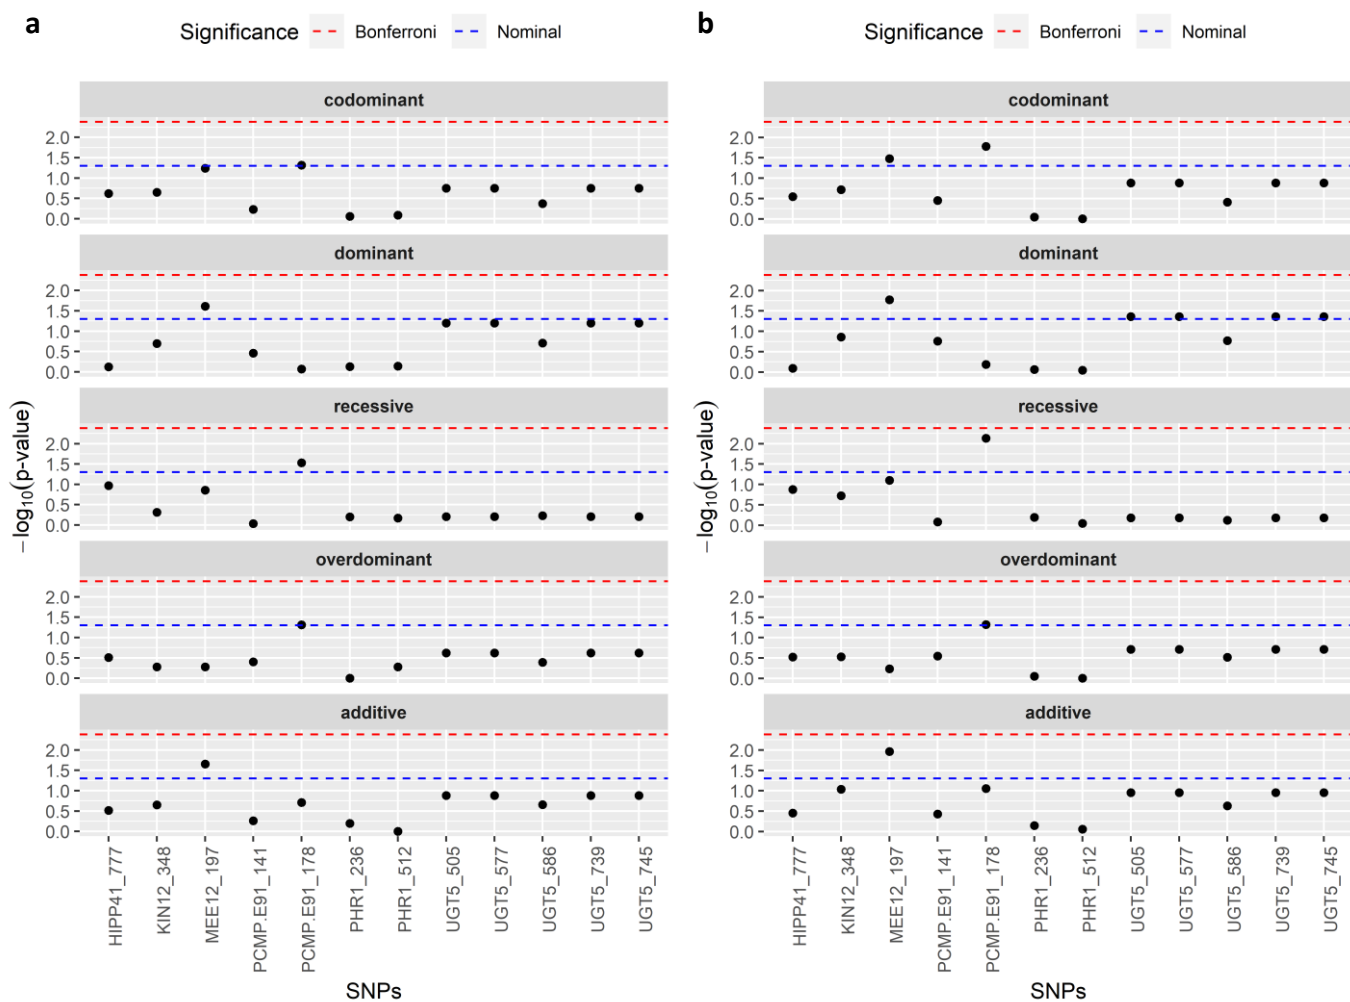 a
Significance Bonferroni Nominal
codominant
2.0
1.5
1.0
0.5
0.0
dominant
2.0
1.5
1.0
0.5
0.0
recessive
2.0
1.5
1.0
0.5
0.0
overdominant
2.0
1.5
1.0
0.5
0.0
additive
2.0
1.5
1.0
0.5
0.0
−log10(p-value)
HIPP41_777
KIN12_348
MEE12_197
PCMP.E91_141
PCMP.E91_178
PHR1_236
PHR1_512
UGT5_505
UGT5_577
UGT5_586
UGT5_739
UGT5_745
SNPs
b
Significance Bonferroni Nominal
codominant
2.0
1.5
1.0
0.5
0.0
dominant
2.0
1.5
1.0
0.5
0.0
recessive
2.0
1.5
1.0
0.5
0.0
overdominant
2.0
1.5
1.0
0.5
0.0
additive
2.0
1.5
1.0
0.5
0.0
−log10(p-value)
HIPP41_777
KIN12_348
MEE12_197
PCMP.E91_141
PCMP.E91_178
PHR1_236
PHR1_512
UGT5_505
UGT5_577
UGT5_586
UGT5_739
UGT5_745
SNPs